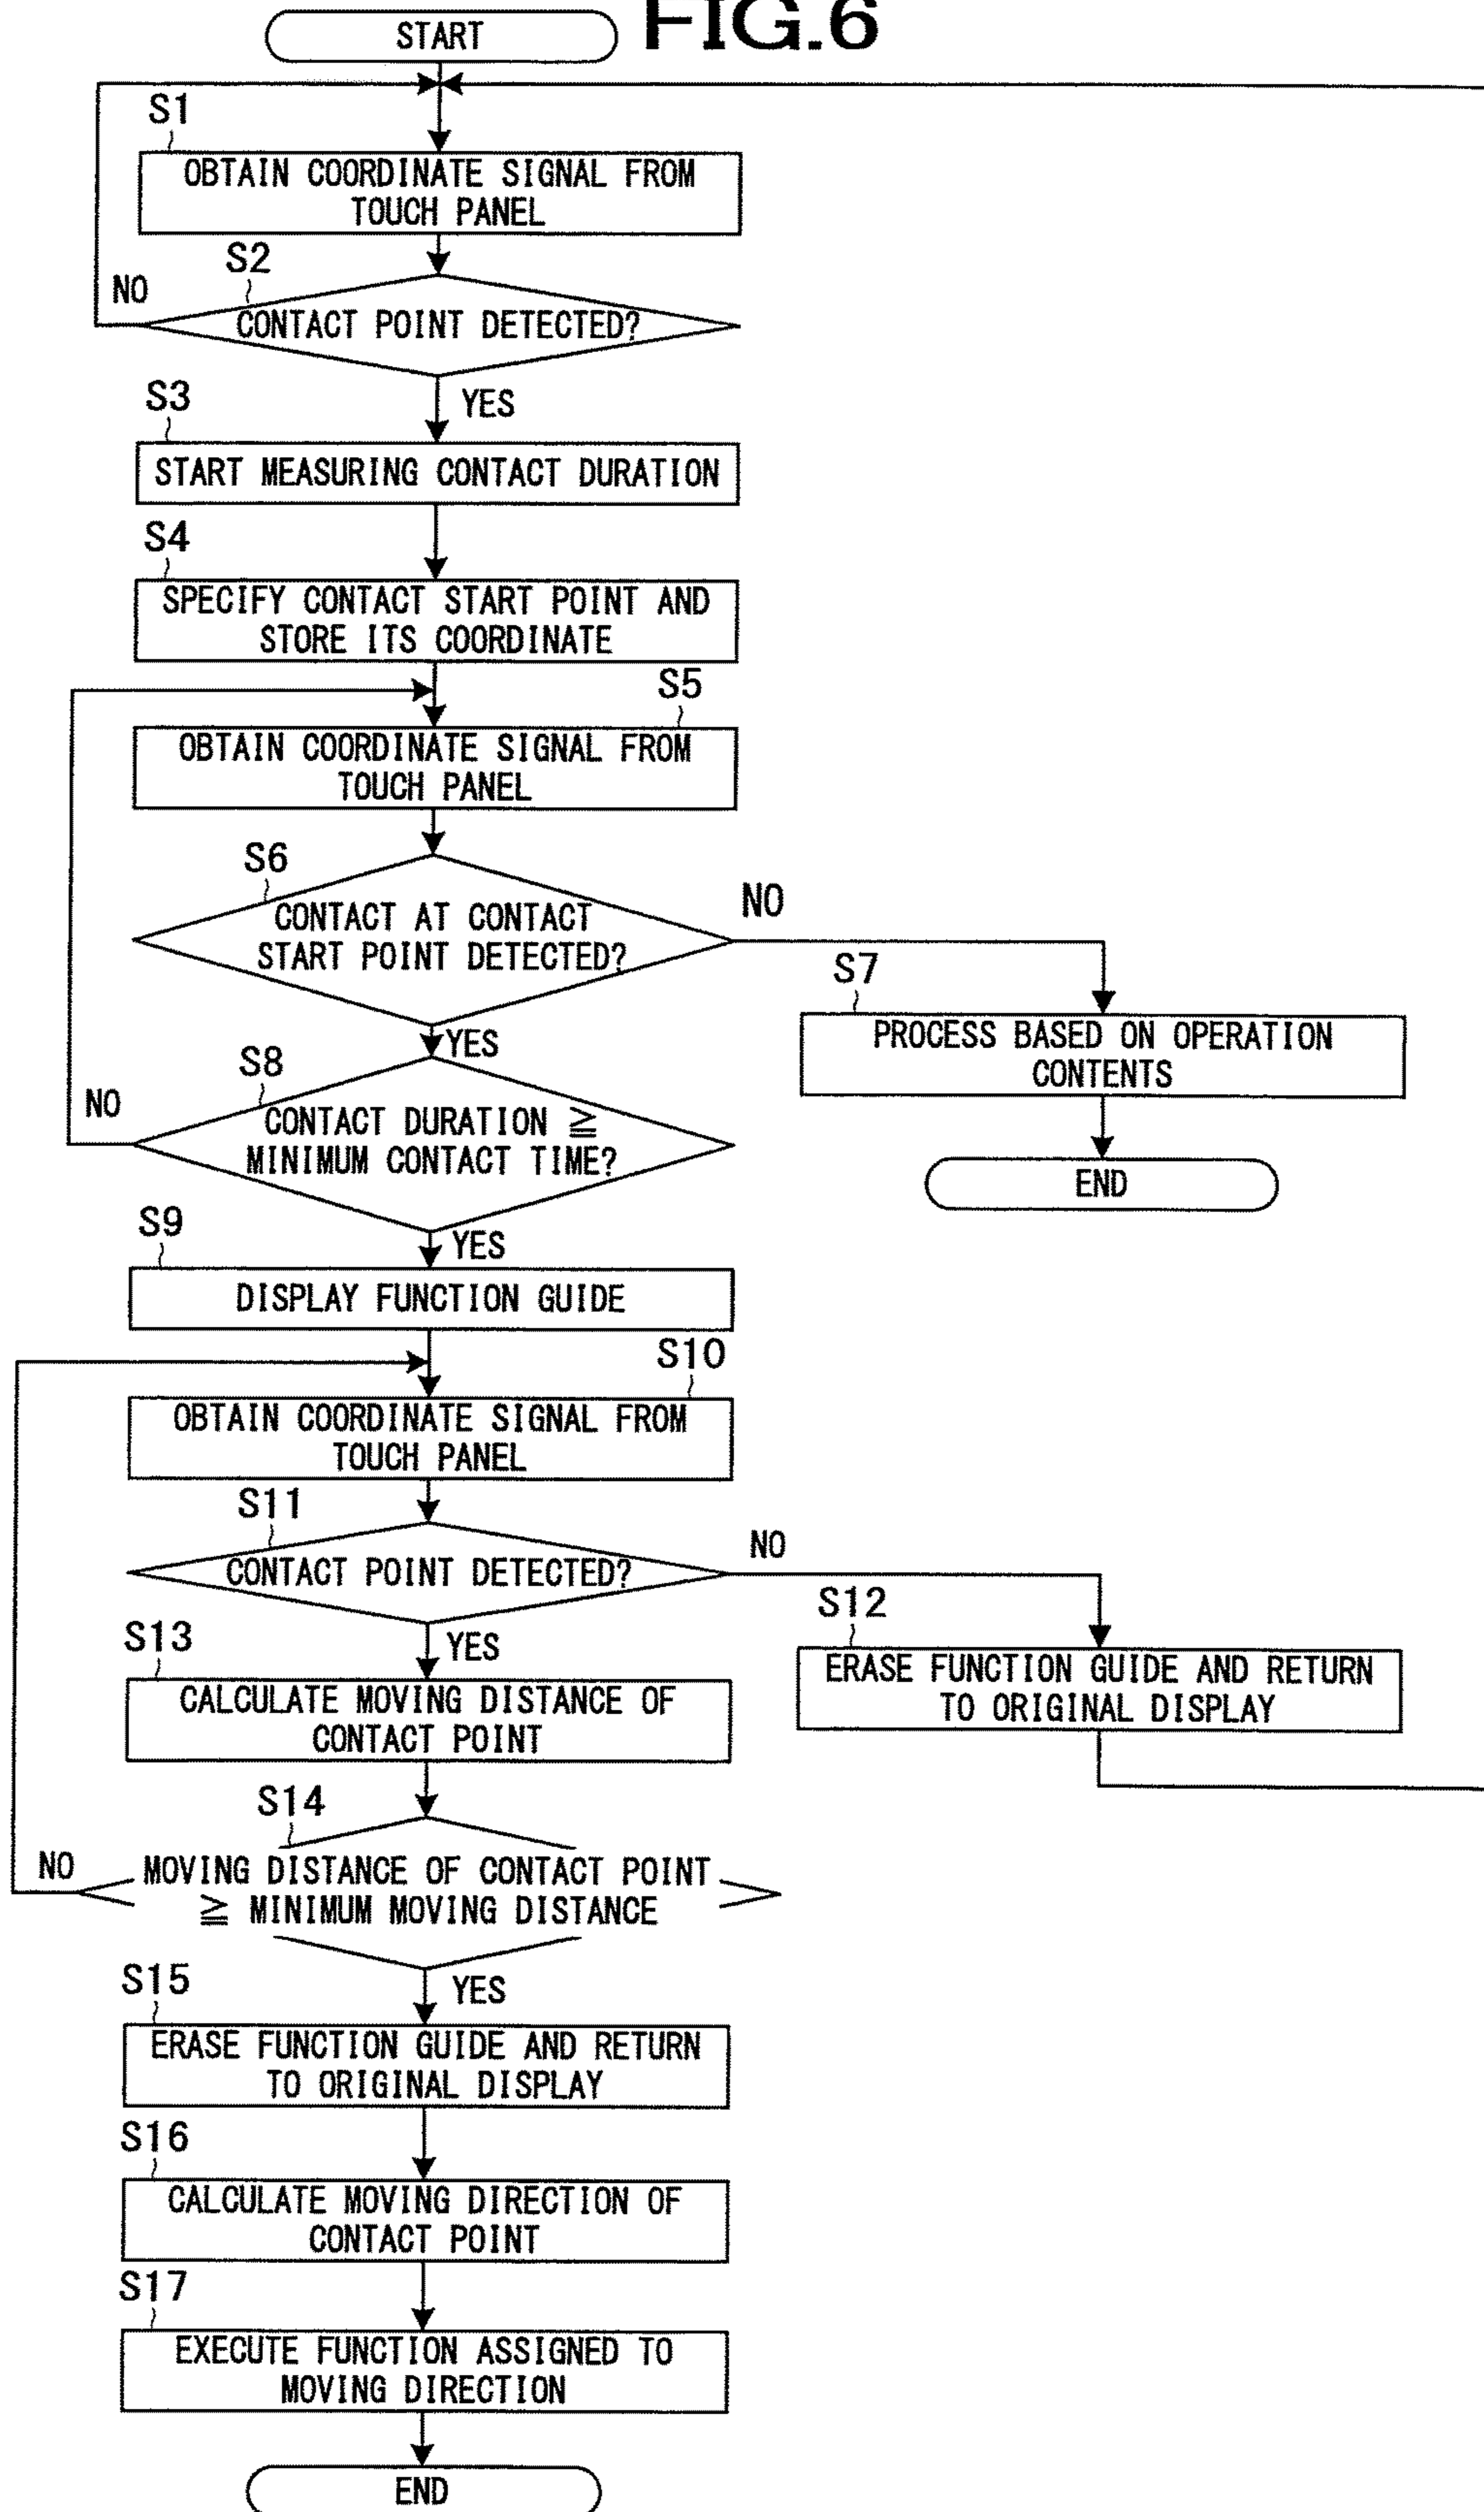 FIG.6
START
S1
OBTAIN COORDINATE SIGNAL FROM
TOUCH PANEL
S2
NO
CONTACT POINT DETECTED?
YES
S3
START MEASURING CONTACT DURATION
S4
SPECIFY CONTACT START POINT AND
STORE ITS COORDINATE
S5
OBTAIN COORDINATE SIGNAL FROM
TOUCH PANEL
S6
NO
CONTACT AT CONTACT
START POINT DETECTED?
S7
PROCESS BASED ON OPERATION
CONTENTS
END
YES
S8
NO
CONTACT DURATION ≧
MINIMUM CONTACT TIME?
YES
S9
DISPLAY FUNCTION GUIDE
S10
OBTAIN COORDINATE SIGNAL FROM
TOUCH PANEL
S11
NO
CONTACT POINT DETECTED?
S12
ERASE FUNCTION GUIDE AND RETURN
TO ORIGINAL DISPLAY
YES
S13
CALCULATE MOVING DISTANCE OF
CONTACT POINT
S14
NO
MOVING DISTANCE OF CONTACT POINT
≧ MINIMUM MOVING DISTANCE
YES
S15
ERASE FUNCTION GUIDE AND RETURN
TO ORIGINAL DISPLAY
S16
CALCULATE MOVING DIRECTION OF
CONTACT POINT
S17
EXECUTE FUNCTION ASSIGNED TO
MOVING DIRECTION
END